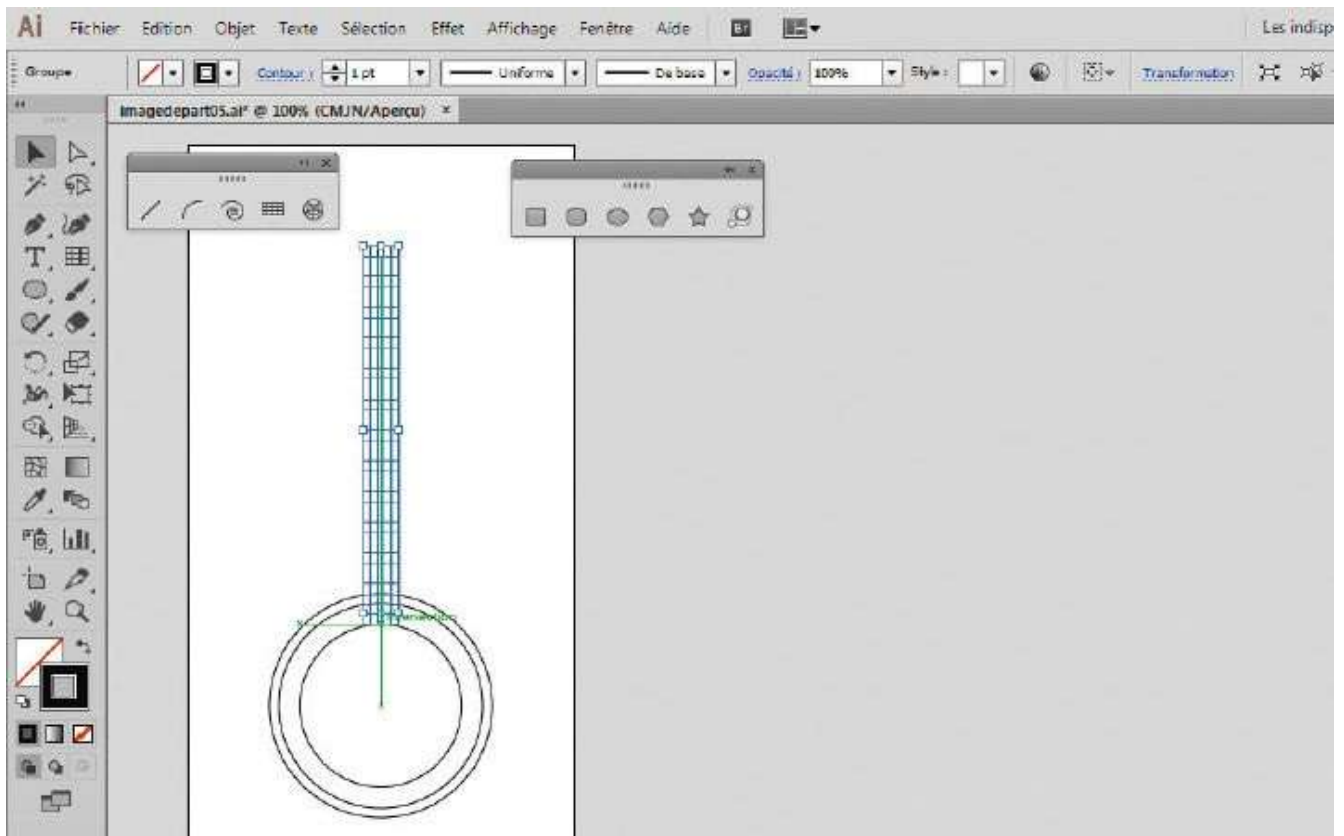 Ai Fichier Edition Objet Texte Sélection Effet Affichage Fenêtre Aide Br Les indisp
Groupe Contour : 1 pt Uniforme De base Opacité : 100% Style : Transformation
imagedepart05.ai* @ 100% (CMJN/Aperçu) ×